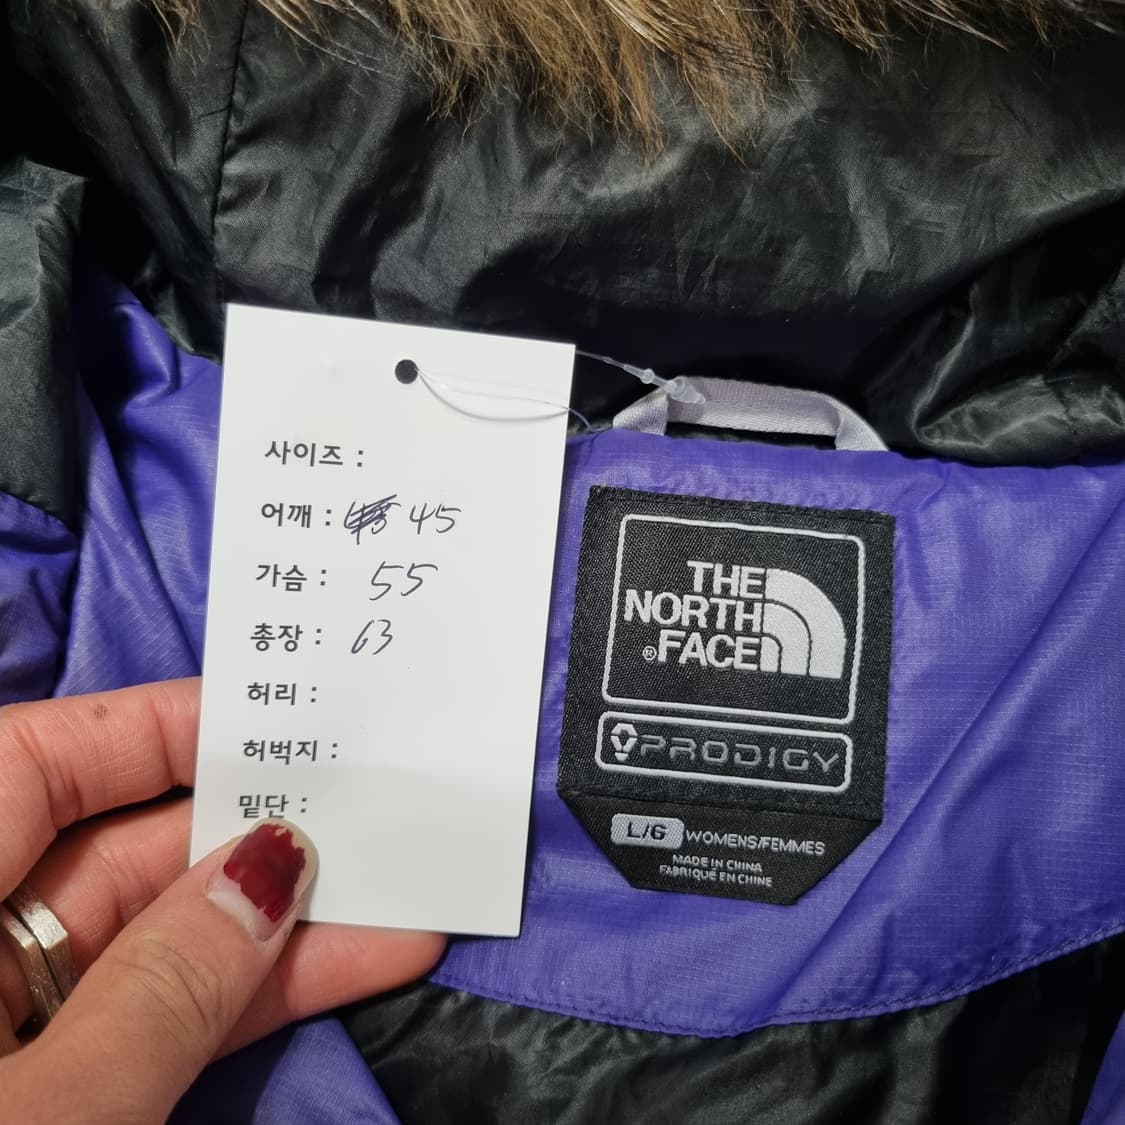 사이즈 :
어깨 : 45
가슴 : 55
총장 : 63
허리 :
허벅지 :
밑단 :
THE
NORTH
® FACE
PRODIGY
L/G WOMENS/FEMMES
MADE IN CHINA
FABRIQUÉ EN CHINE